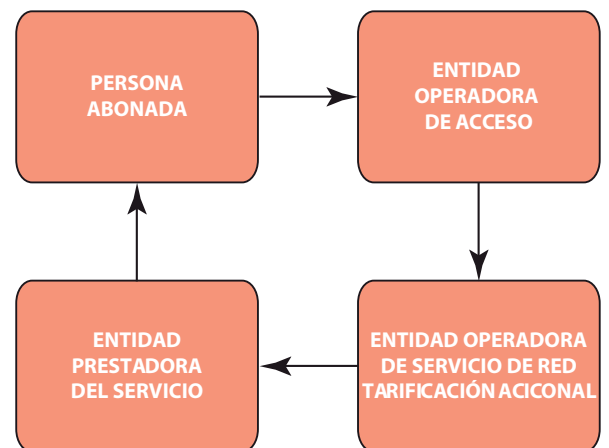 PERSONA
ABONADA
ENTIDAD
OPERADORA
DE ACCESO
ENTIDAD
PRESTADORA
DEL SERVICIO
ENTIDAD OPERADORA
DE SERVICIO DE RED
TARIFICACIÓN ACICONAL